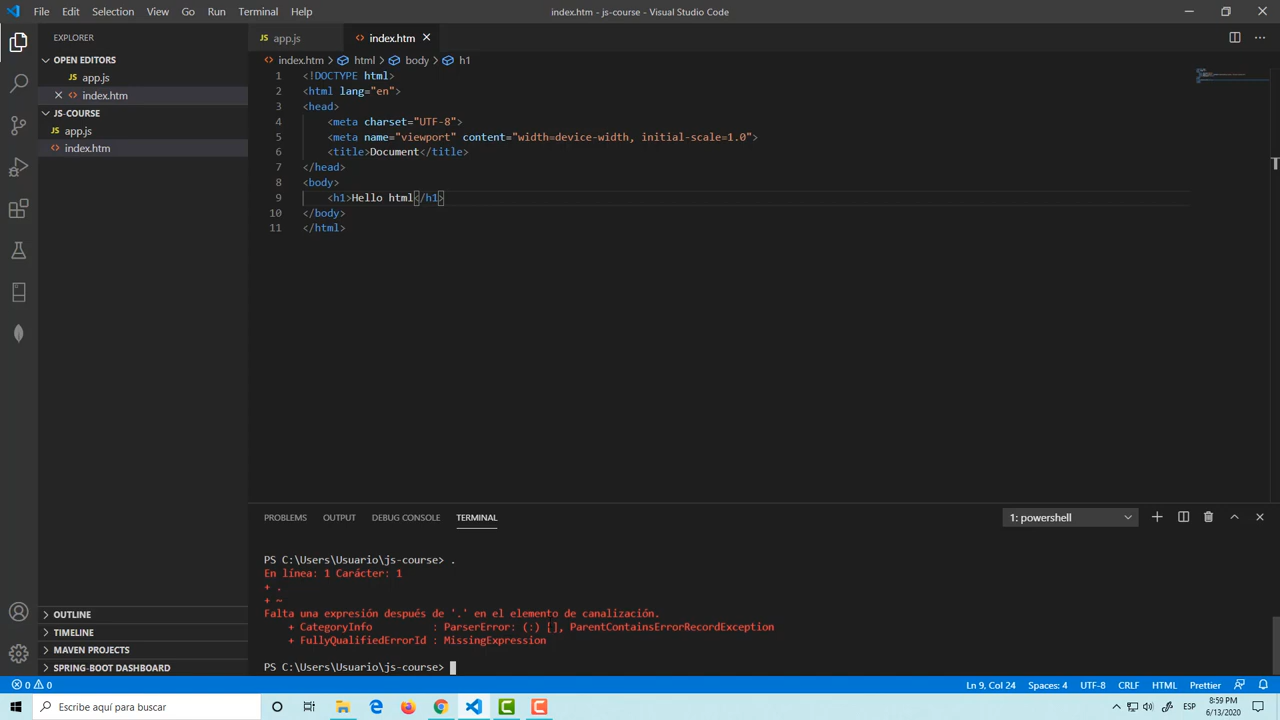 File Edit Selection View Go Run Terminal Help
index.htm - js-course - Visual Studio Code
EXPLORER
OPEN EDITORS
JS app.js
<> index.htm
JS-COURSE
JS app.js
<> index.htm
OUTLINE
TIMELINE
MAVEN PROJECTS
SPRING-BOOT DASHBOARD
JS app.js <> index.htm
<> index.htm > html > body > h1
1 <!DOCTYPE html>
2 <html lang="en">
3 <head>
4 <meta charset="UTF-8">
5 <meta name="viewport" content="width=device-width, initial-scale=1.0">
6 <title>Document</title>
7 </head>
8 <body>
9 <h1>Hello html</h1>
10 </body>
11 </html>
PROBLEMS OUTPUT DEBUG CONSOLE TERMINAL 1: powershell
PS C:\Users\Usuario\js-course> .
En línea: 1 Carácter: 1
+ .
+ ~
Falta una expresión después de '.' en el elemento de canalización.
+ CategoryInfo : ParserError: (:) [], ParentContainsErrorRecordException
+ FullyQualifiedErrorId : MissingExpression
PS C:\Users\Usuario\js-course>
0 0 Ln 9, Col 24 Spaces: 4 UTF-8 CRLF HTML Prettier
Escribe aquí para buscar
ESP
8:59 PM
6/13/2020